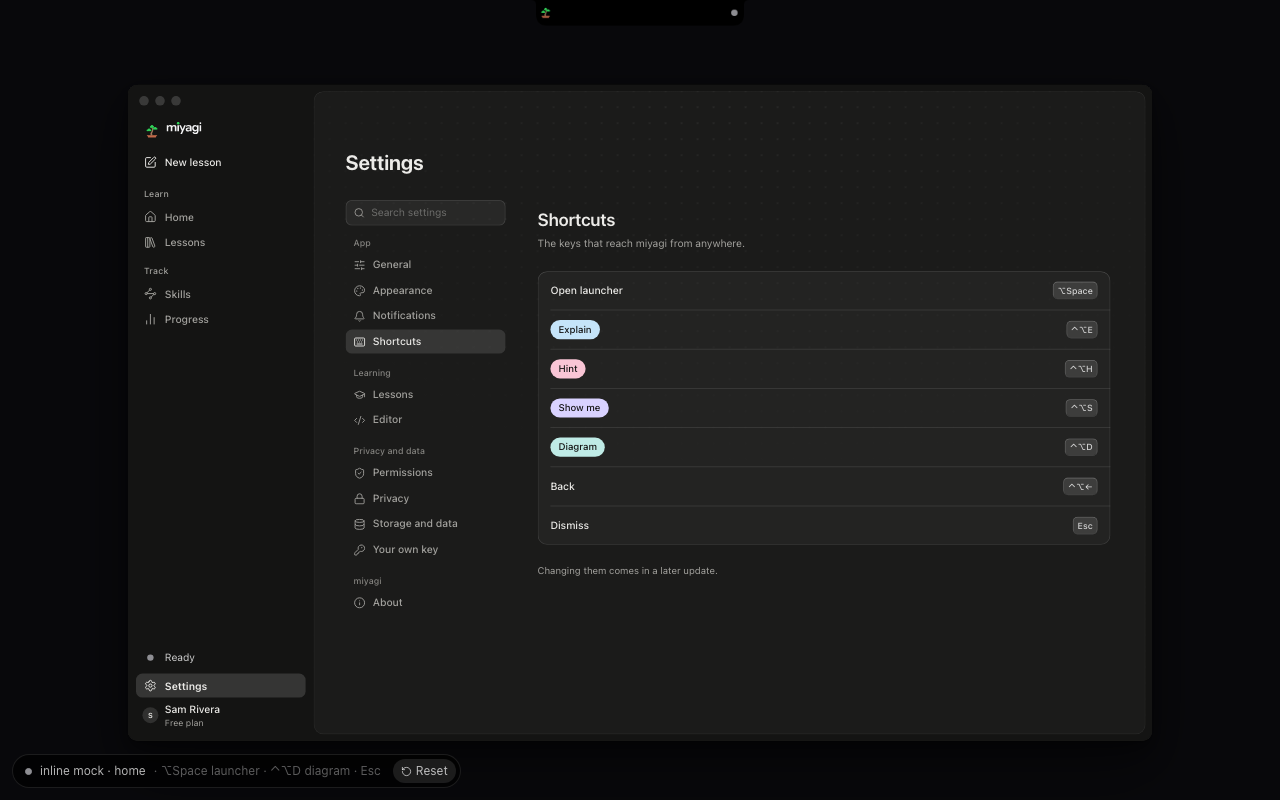 miyagi
New lesson
Learn
Home
Lessons
Track
Skills
Progress
Ready
Settings
S
Sam Rivera
Free plan
Settings
Search settings
App
General
Appearance
Notifications
Shortcuts
Learning
Lessons
Editor
Privacy and data
Permissions
Privacy
Storage and data
Your own key
miyagi
About
Shortcuts
The keys that reach miyagi from anywhere.
Open launcher ⌥Space
Explain ⌃⌥E
Hint ⌃⌥H
Show me ⌃⌥S
Diagram ⌃⌥D
Back ⌃⌥←
Dismiss Esc
Changing them comes in a later update.
inline mock · home · ⌥Space launcher · ⌃⌥D diagram · Esc Reset